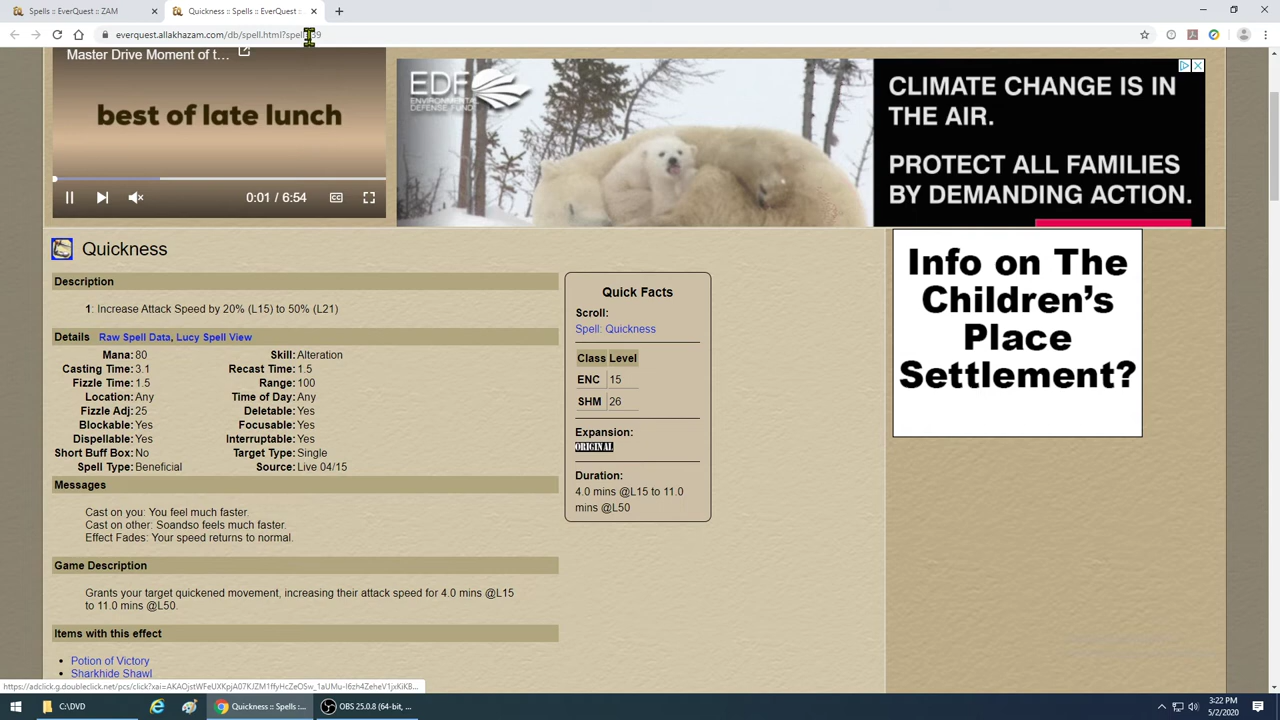 Spells :: EverQuest :: ZAM
Quickness :: Spells :: EverQuest ::
everquest.allakhazam.com/db/spell.html?spell
Master Drive Moment of t...
best of late lunch
0:01 / 6:54
EDF
ENVIRONMENTAL
DEFENSE FUND
CLIMATE CHANGE IS IN
THE AIR.
PROTECT ALL FAMILIES
BY DEMANDING ACTION.
Quickness
Description
1: Increase Attack Speed by 20% (L15) to 50% (L21)
Details Raw Spell Data, Lucy Spell View
Mana: 80 Skill: Alteration
Casting Time: 3.1 Recast Time: 1.5
Fizzle Time: 1.5 Range: 100
Location: Any Time of Day: Any
Fizzle Adj: 25 Deletable: Yes
Blockable: Yes Focusable: Yes
Dispellable: Yes Interruptable: Yes
Short Buff Box: No Target Type: Single
Spell Type: Beneficial Source: Live 04/15
Messages
Cast on you: You feel much faster.
Cast on other: Soandso feels much faster.
Effect Fades: Your speed returns to normal.
Game Description
Grants your target quickened movement, increasing their attack speed for 4.0 mins @L15
to 11.0 mins @L50.
Items with this effect
Potion of Victory
Sharkhide Shawl
Quick Facts
Scroll:
Spell: Quickness
Class Level
ENC 15
SHM 26
Expansion:
ORIGINAL
Duration:
4.0 mins @L15 to 11.0
mins @L50
Info on The
Children's
Place
Settlement?
C:\DVD
Quickness :: Spells :...
OBS 25.0.8 (64-bit, ...
3:22 PM
5/2/2020